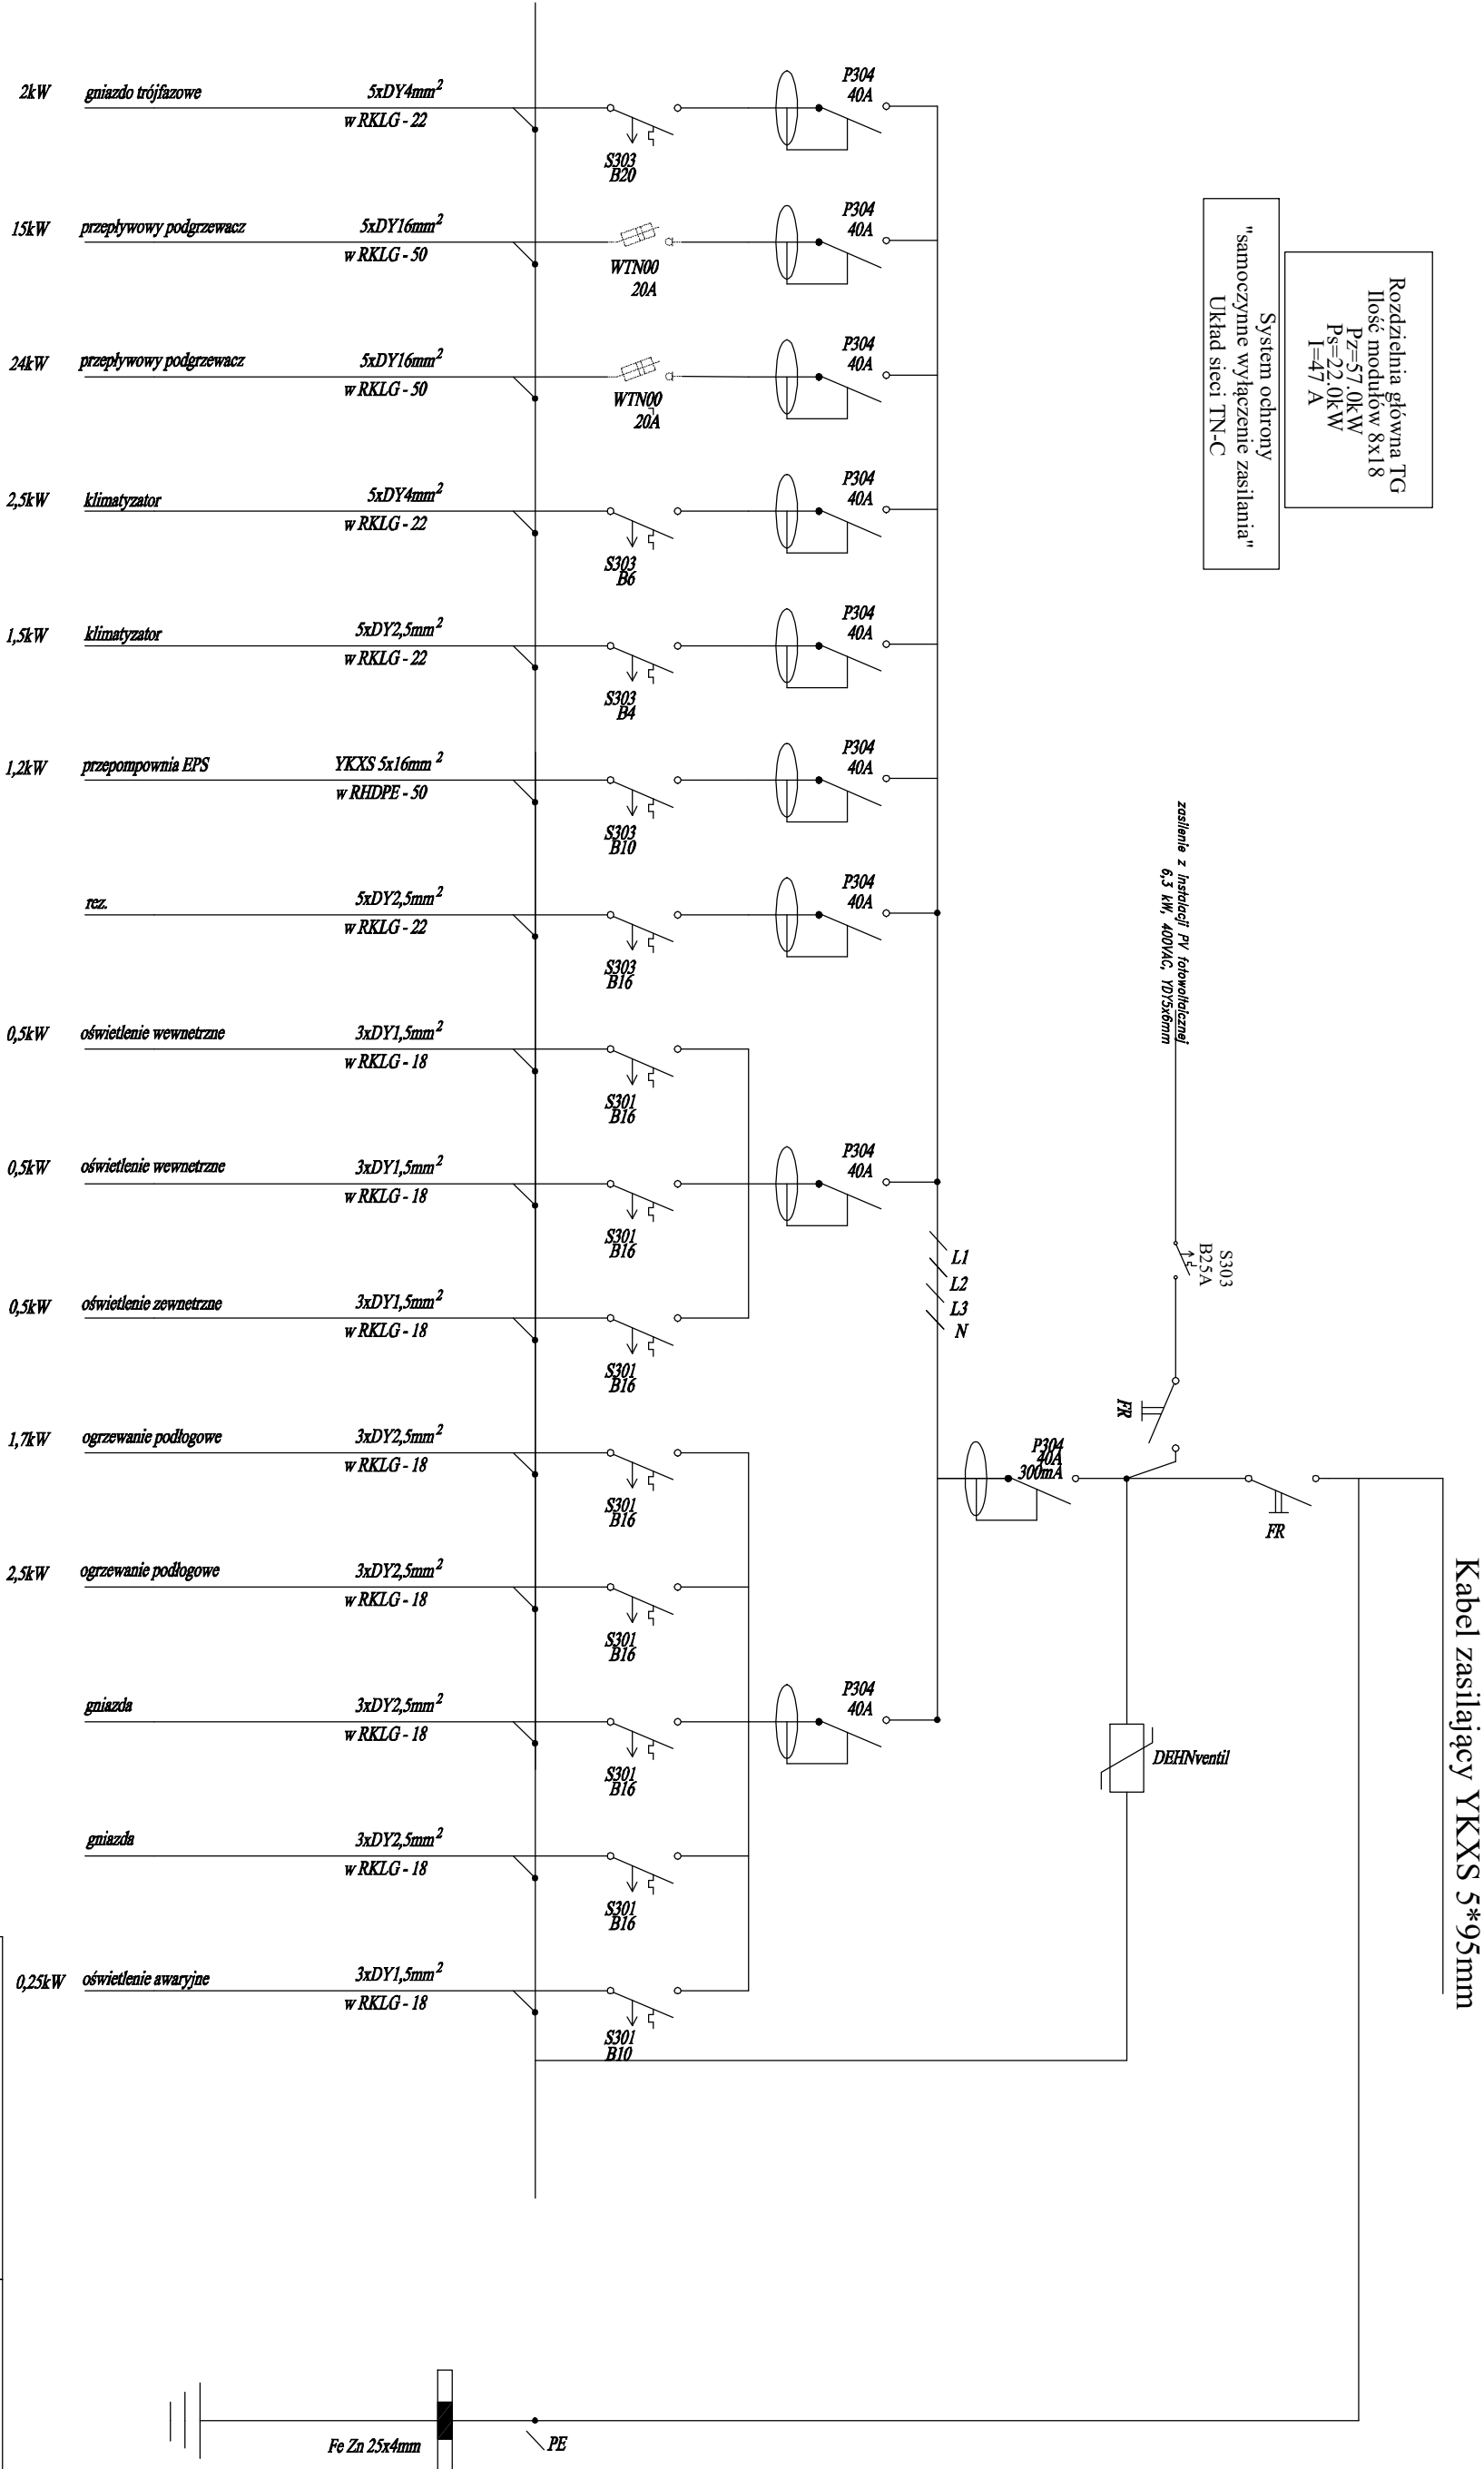 Rozdzielnia główna TG
Ilość modułów 8x18
Pz=57.0kW
Ps=22.0kW
I=47 A
System ochrony
"samoczynne wyłączenie zasilania"
Układ sieci TN-C
2kW gniazdo trójfazowe 5xDY4mm²
w RKLG - 22
S303
B20
P304
40A
15kW przepływowy podgrzewacz 5xDY16mm²
w RKLG - 50
WTN00
20A
P304
40A
24kW przepływowy podgrzewacz 5xDY16mm²
w RKLG - 50
WTN00
20A
P304
40A
2,5kW klimatyzator 5xDY4mm²
w RKLG - 22
S303
B6
P304
40A
1,5kW klimatyzator 5xDY2,5mm²
w RKLG - 22
S303
B4
P304
40A
1,2kW przepompownia EPS YKXS 5x16mm²
w RHDPE - 50
S303
B10
P304
40A
rez. 5xDY2,5mm²
w RKLG - 22
S303
B16
P304
40A
0,5kW oświetlenie wewnetrzne 3xDY1,5mm²
w RKLG - 18
S301
B16
0,5kW oświetlenie wewnetrzne 3xDY1,5mm²
w RKLG - 18
S301
B16
P304
40A
0,5kW oświetlenie zewnetrzne 3xDY1,5mm²
w RKLG - 18
S301
B16
1,7kW ogrzewanie podłogowe 3xDY2,5mm²
w RKLG - 18
S301
B16
2,5kW ogrzewanie podłogowe 3xDY2,5mm²
w RKLG - 18
S301
B16
gniazda 3xDY2,5mm²
w RKLG - 18
S301
B16
P304
40A
gniazda 3xDY2,5mm²
w RKLG - 18
S301
B16
0,25kW oświetlenie awaryjne 3xDY1,5mm²
w RKLG - 18
S301
B10
L1
L2
L3
N
zasilenie z instalacji PV fotowoltaicznej
6,3 kW, 400VAC, YDY5x6mm
S303
B25A
FR
P304
40A
300mA
FR
DEHNventil
Kabel zasilający YKXS 5*95mm
Fe Zn 25x4mm
PE